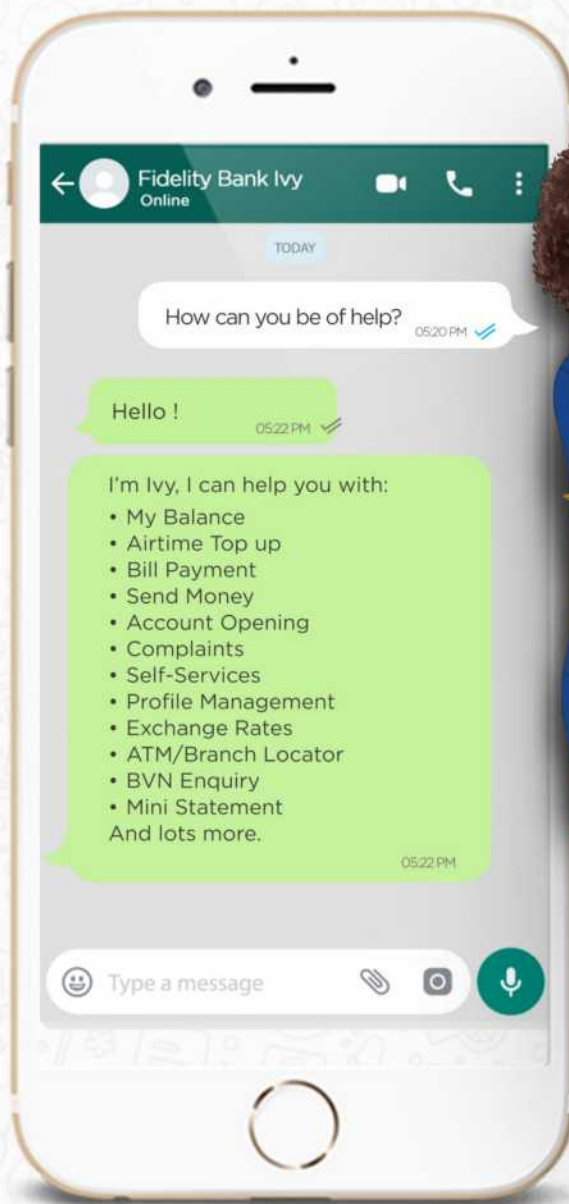 Fidelity Bank Ivy
Online
TODAY
How can you be of help?
05:20 PM
Hello !
05:22 PM
I'm Ivy, I can help you with:
• My Balance
• Airtime Top up
• Bill Payment
• Send Money
• Account Opening
• Complaints
• Self-Services
• Profile Management
• Exchange Rates
• ATM/Branch Locator
• BVN Enquiry
• Mini Statement
And lots more.
05:22 PM
Type a message